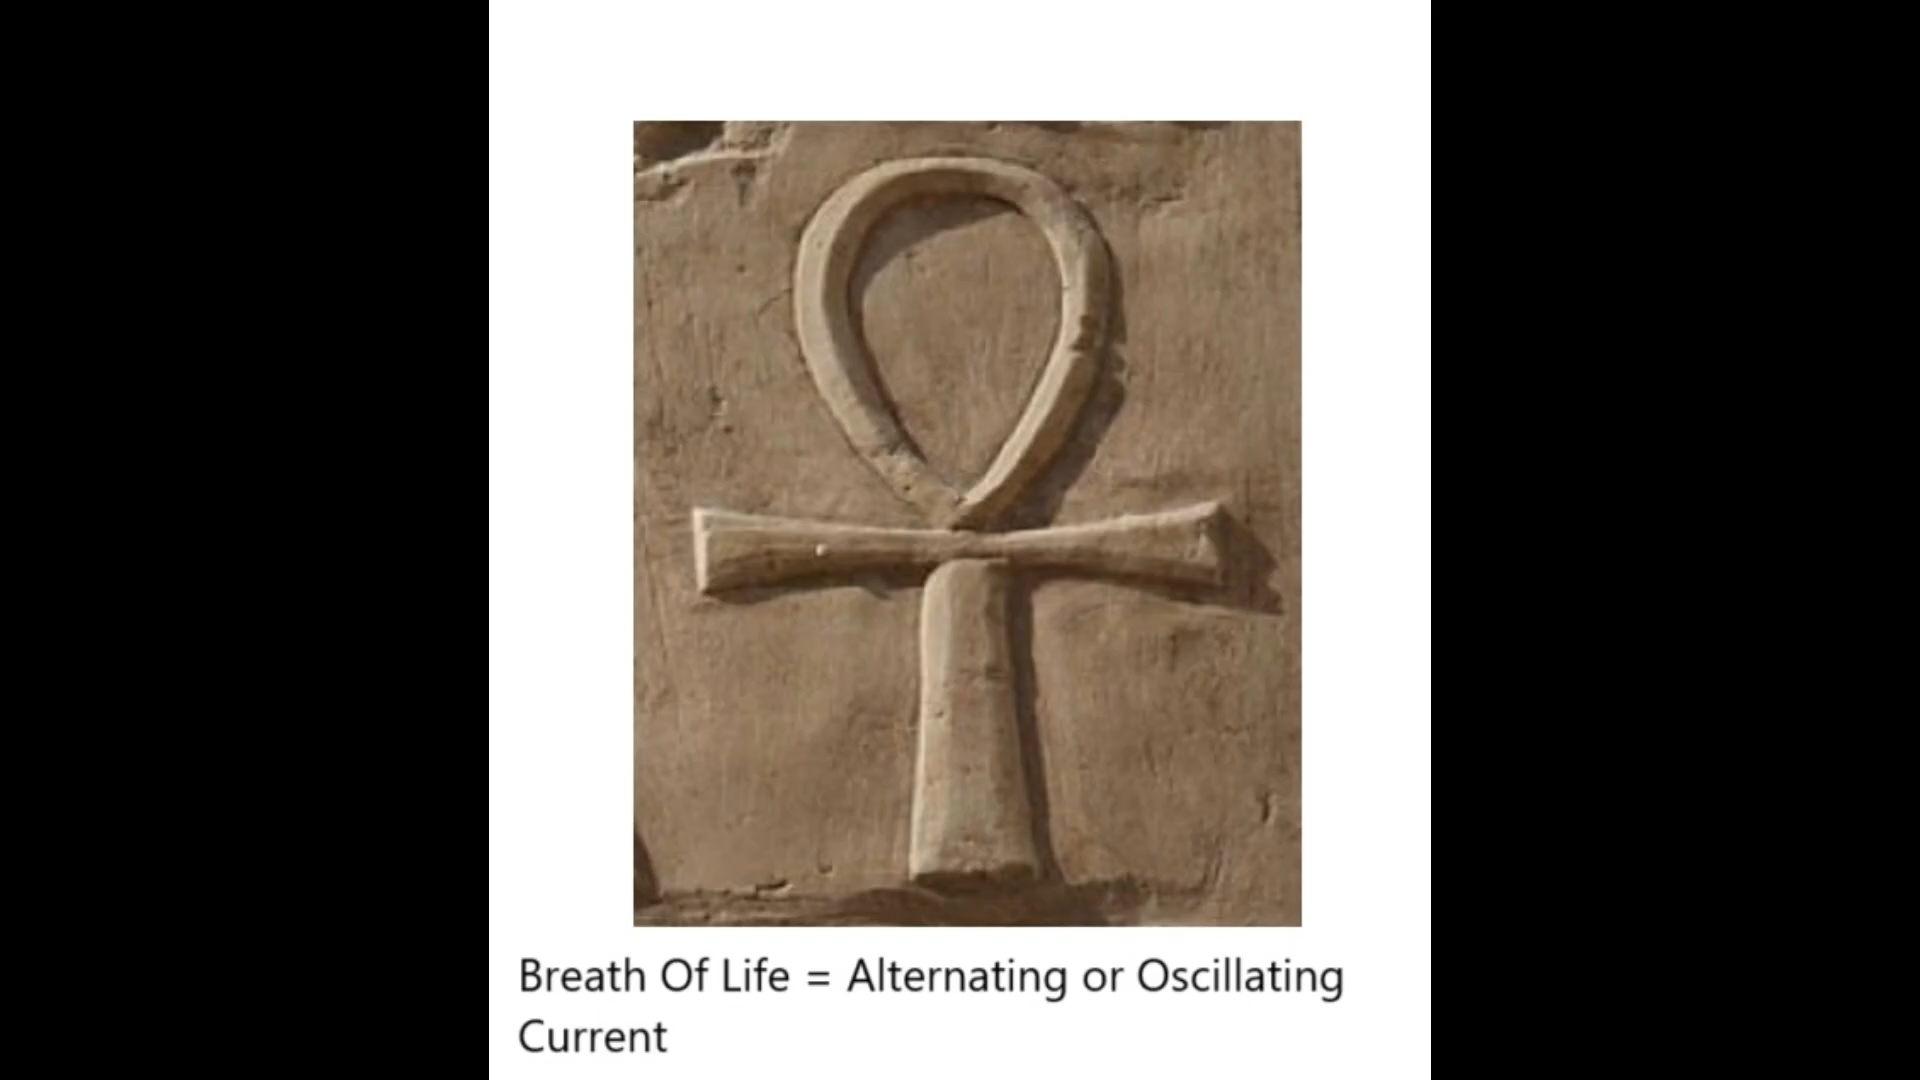 Breath Of Life = Alternating or Oscillating
Current